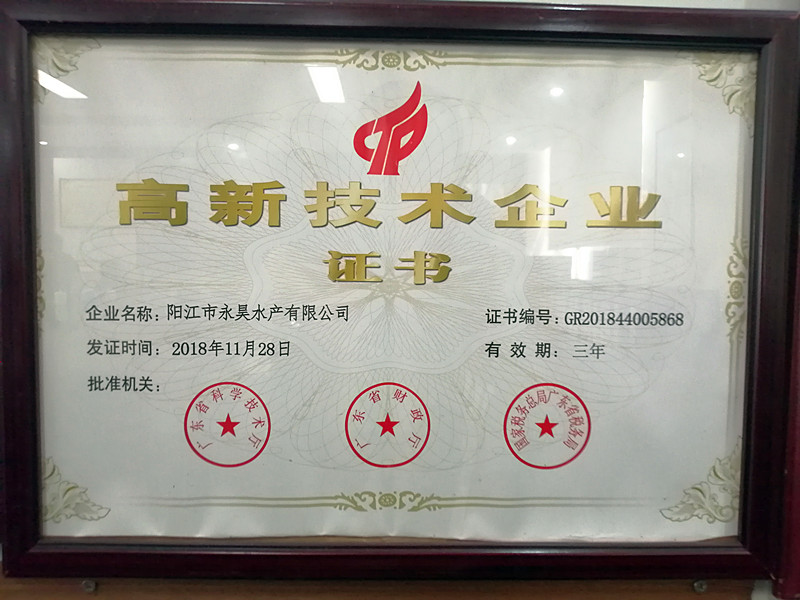 高新技术企业
证书
企业名称：阳江市永昊水产有限公司
证书编号：GR201844005868
发证时间：2018年11月28日
有效期：三年
批准机关：
广东省科学技术厅
广东省财政厅
国家税务总局广东省税务局